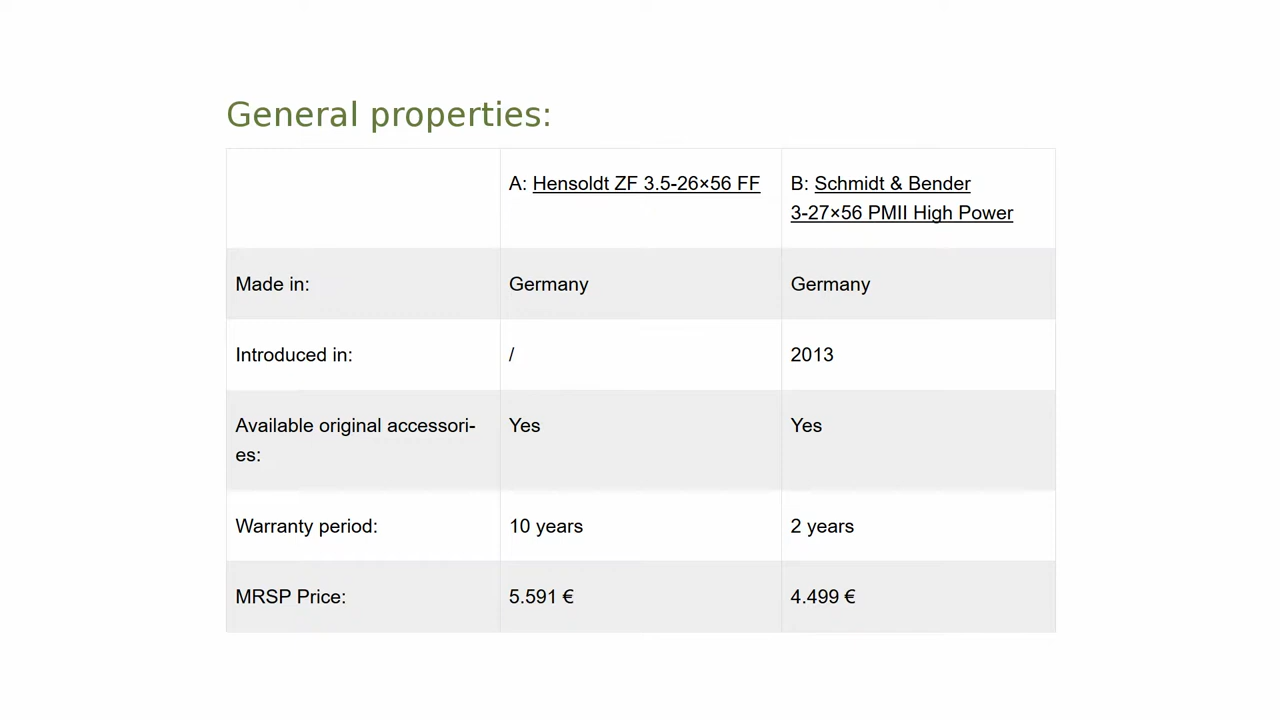 General properties:
A: Hensoldt ZF 3.5-26×56 FF
B: Schmidt & Bender
3-27×56 PMII High Power
Made in:
Germany
Germany
Introduced in:
/
2013
Available original accessori-
es:
Yes
Yes
Warranty period:
10 years
2 years
MRSP Price:
5.591 €
4.499 €